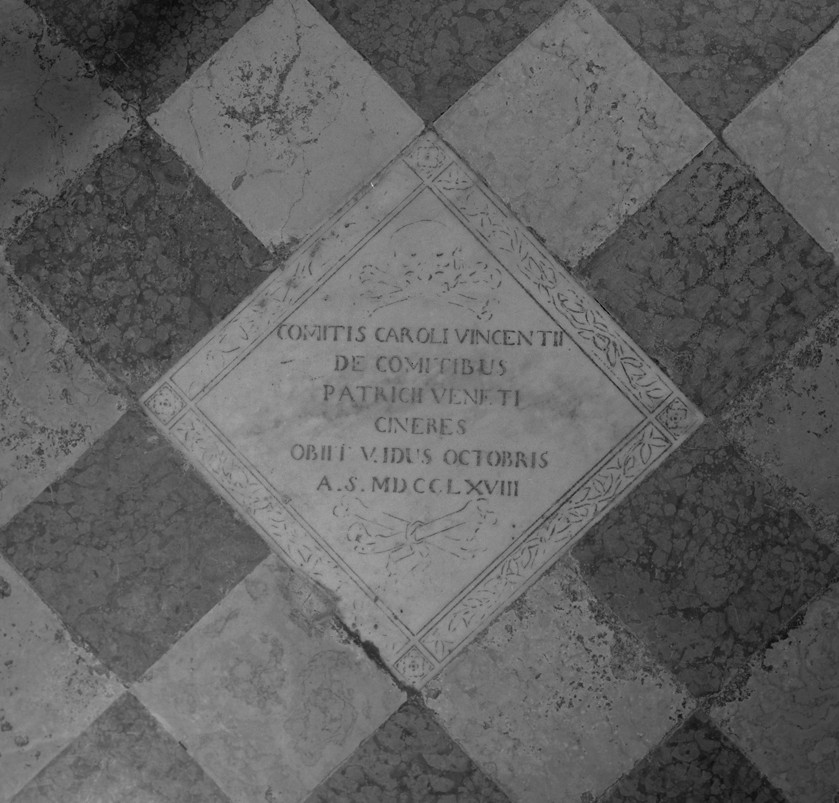 COMITIS CAROLI VINCENTII
DE COMITIBUS
PATRICII VENETI
CINERES
OBIIT V.IDUS OCTOBRIS
A.S. MDCCLXVIII